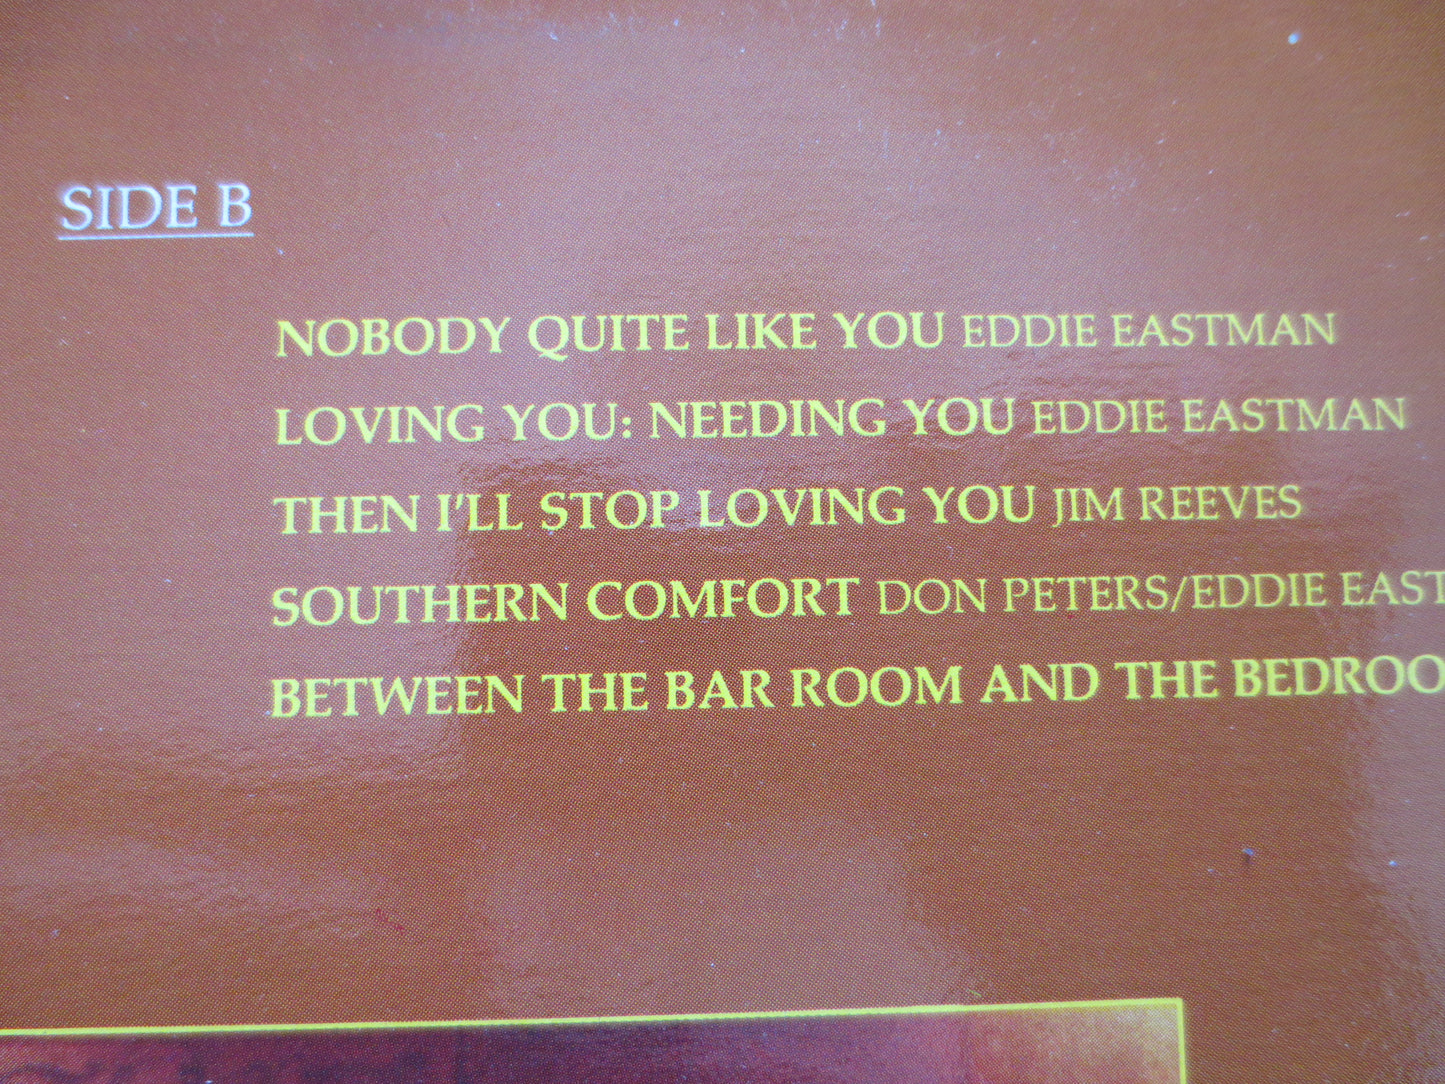 SIDE B
NOBODY QUITE LIKE YOU EDDIE EASTMAN
LOVING YOU: NEEDING YOU EDDIE EASTMAN
THEN I'LL STOP LOVING YOU JIM REEVES
SOUTHERN COMFORT DON PETERS/EDDIE EAST
BETWEEN THE BAR ROOM AND THE BEDROO